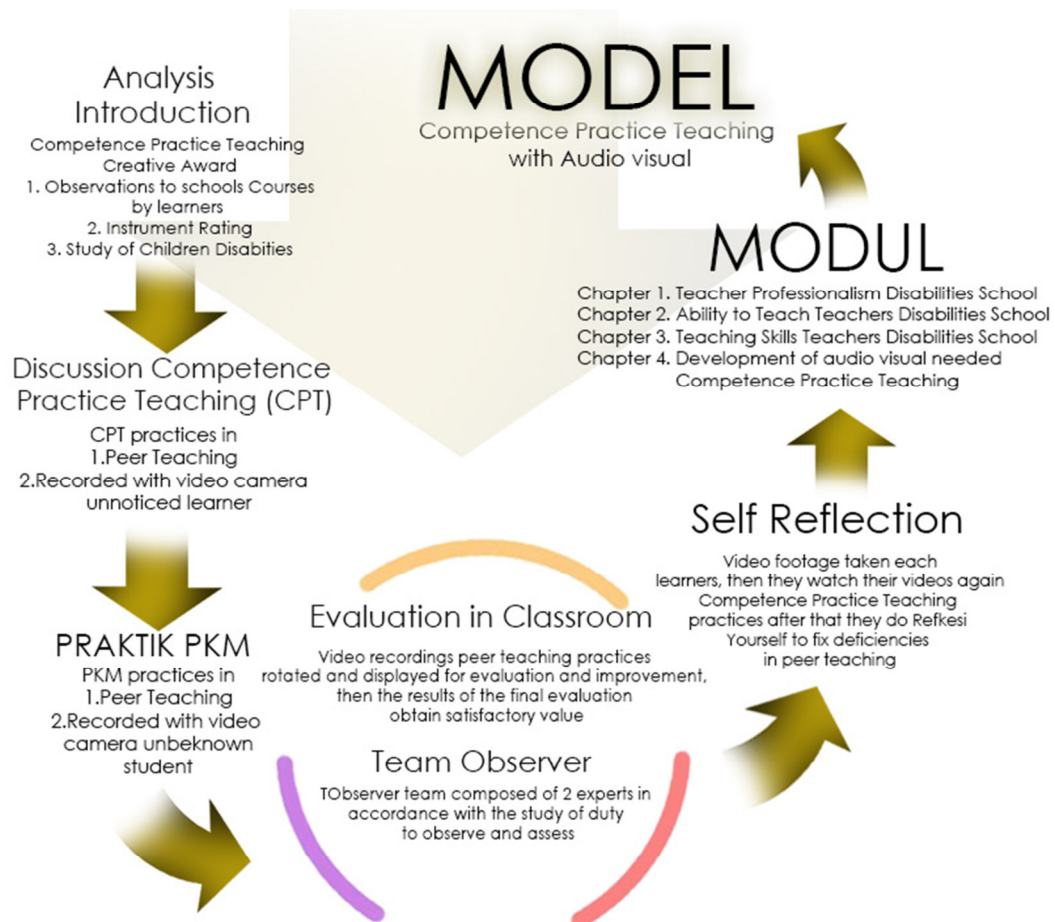 Analysis
Introduction
Competence Practice Teaching
Creative Award
1. Observations to schools Courses
by learners
2. Instrument Rating
3. Study of Children Disabities
Discussion Competence
Practice Teaching (CPT)
CPT practices in
1.Peer Teaching
2.Recorded with video camera
unnoticed learner
PRAKTIK PKM
PKM practices in
1.Peer Teaching
2.Recorded with video
camera unbeknown
student
Evaluation in Classroom
Video recordings peer teaching practices
rotated and displayed for evaluation and improvement,
then the results of the final evaluation
obtain satisfactory value
Team Observer
TObserver team composed of 2 experts in
accordance with the study of duty
to observe and assess
Self Reflection
Video footage taken each
learners, then they watch their videos again
Competence Practice Teaching
practices after that they do Refkesi
Yourself to fix deficiencies
in peer teaching
MODUL
Chapter 1. Teacher Professionalism Disabilities School
Chapter 2. Ability to Teach Teachers Disabilities School
Chapter 3. Teaching Skills Teachers Disabilities School
Chapter 4. Development of audio visual needed
Competence Practice Teaching
MODEL
Competence Practice Teaching
with Audio visual